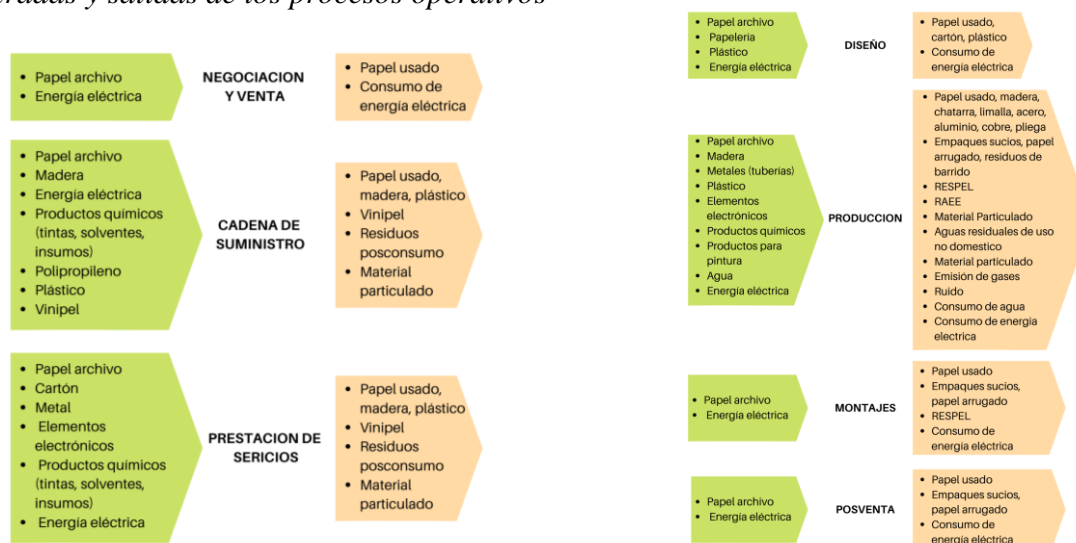 radas y salidas de los procesos operativos
• Papel archivo
• Energía eléctrica
NEGOCIACION
Y VENTA
• Papel usado
• Consumo de
energía eléctrica
• Papel archivo
• Madera
• Energía eléctrica
• Productos químicos
(tintas, solventes,
insumos)
• Polipropileno
• Plástico
• Vinipel
CADENA DE
SUMINISTRO
• Papel usado,
madera, plástico
• Vinipel
• Residuos
posconsumo
• Material
particulado
• Papel archivo
• Cartón
• Metal
• Elementos
electrónicos
• Productos químicos
(tintas, solventes,
insumos)
• Energía eléctrica
PRESTACION DE
SERICIOS
• Papel usado,
madera, plástico
• Vinipel
• Residuos
posconsumo
• Material
particulado
• Papel archivo
• Papelería
• Plástico
• Energía eléctrica
DISEÑO
• Papel usado,
cartón, plástico
• Consumo de
energía eléctrica
• Papel archivo
• Madera
• Metales (tuberías)
• Plástico
• Elementos
electrónicos
• Productos químicos
• Productos para
pintura
• Agua
• Energía eléctrica
PRODUCCION
• Papel usado, madera,
chatarra, limalla, acero,
aluminio, cobre, pliega
• Empaques sucios, papel
arrugado, residuos de
barrido
• RESPEL
• RAEE
• Material Particulado
• Aguas residuales de uso
no domestico
• Material particulado
• Emisión de gases
• Ruido
• Consumo de agua
• Consumo de energia
electrica
• Papel archivo
• Energía eléctrica
MONTAJES
• Papel usado
• Empaques sucios,
papel arrugado
• RESPEL
• Consumo de
energía eléctrica
• Papel archivo
• Energía eléctrica
POSVENTA
• Papel usado
• Empaques sucios,
papel arrugado
• Consumo de
energía eléctrica